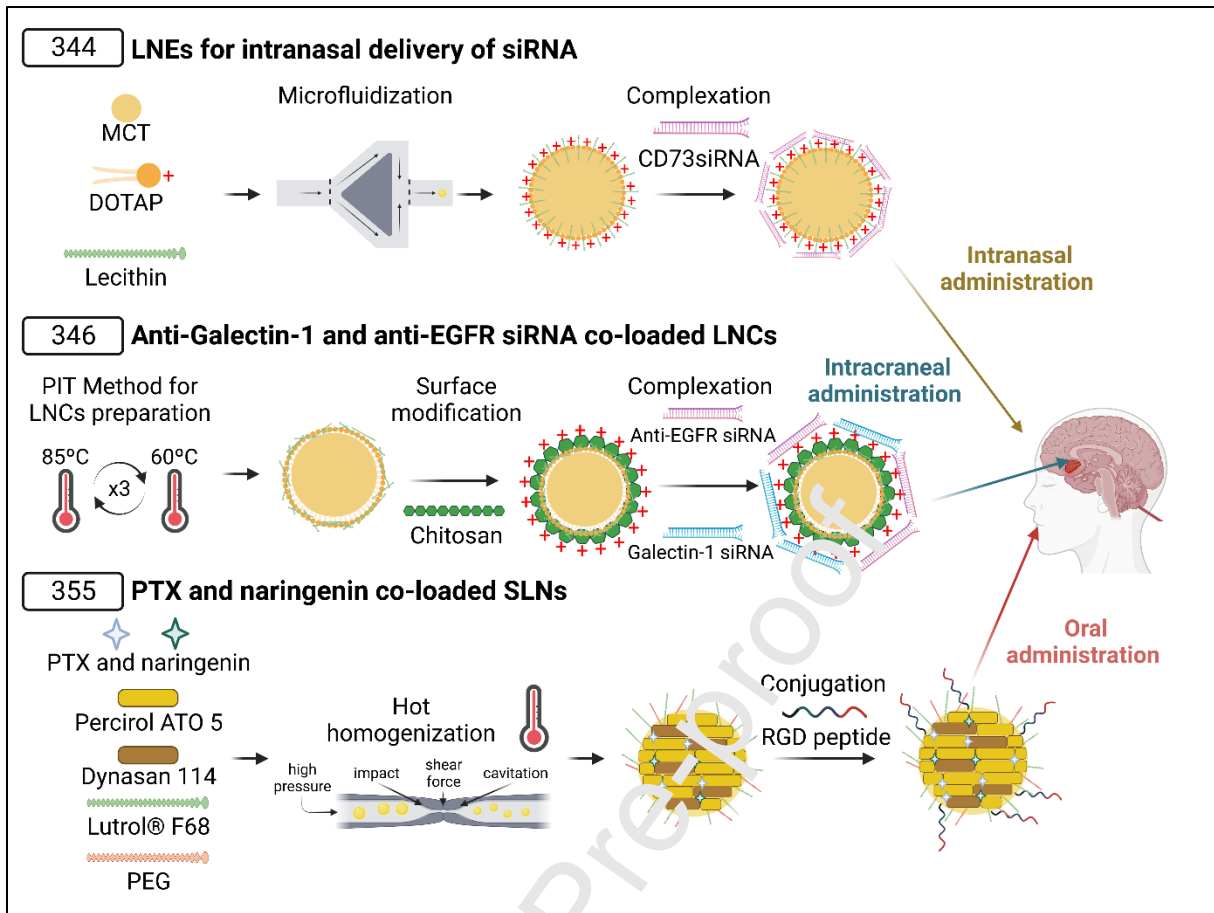 344 LNEs for intranasal delivery of siRNA
Microfluidization
Complexation
MCT
CD73siRNA
DOTAP
+
Lecithin
Intranasal
administration
346 Anti-Galectin-1 and anti-EGFR siRNA co-loaded LNCs
PIT Method for
LNCs preparation
85ºC
60ºC
x3
Surface
modification
Chitosan
Complexation
Anti-EGFR siRNA
Galectin-1 siRNA
Intracraneal
administration
355 PTX and naringenin co-loaded SLNs
PTX and naringenin
Percirol ATO 5
Dynasan 114
Lutrol® F68
PEG
Hot
homogenization
high
pressure
impact
shear
force
cavitation
Conjugation
RGD peptide
Oral
administration
Pre-proof